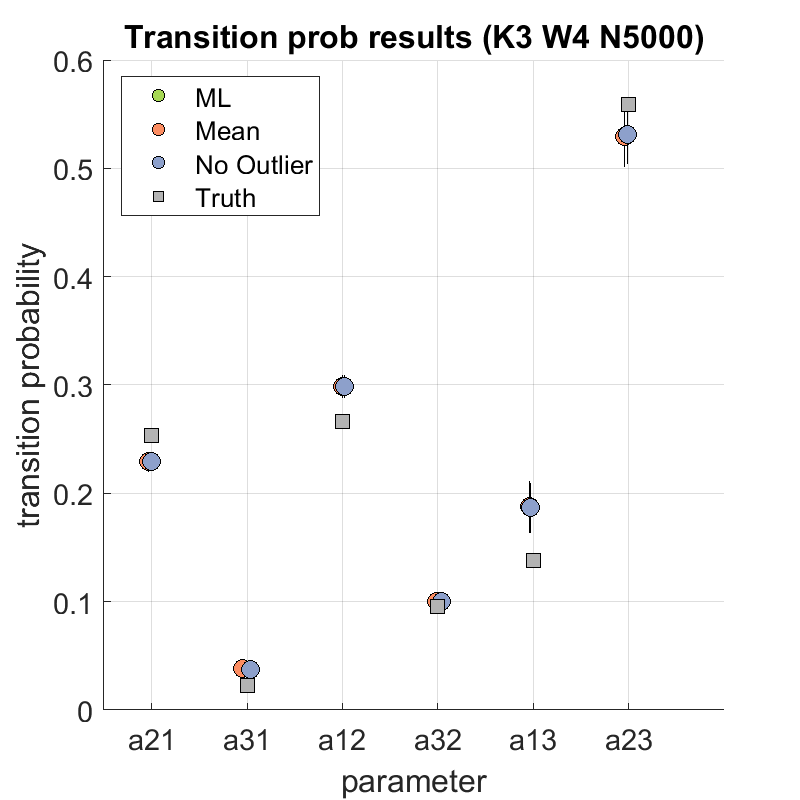 Transition prob results (K3 W4 N5000)
ML
Mean
No Outlier
Truth
transition probability
0.6
0.5
0.4
0.3
0.2
0.1
0
a21 a31 a12 a32 a13 a23
parameter